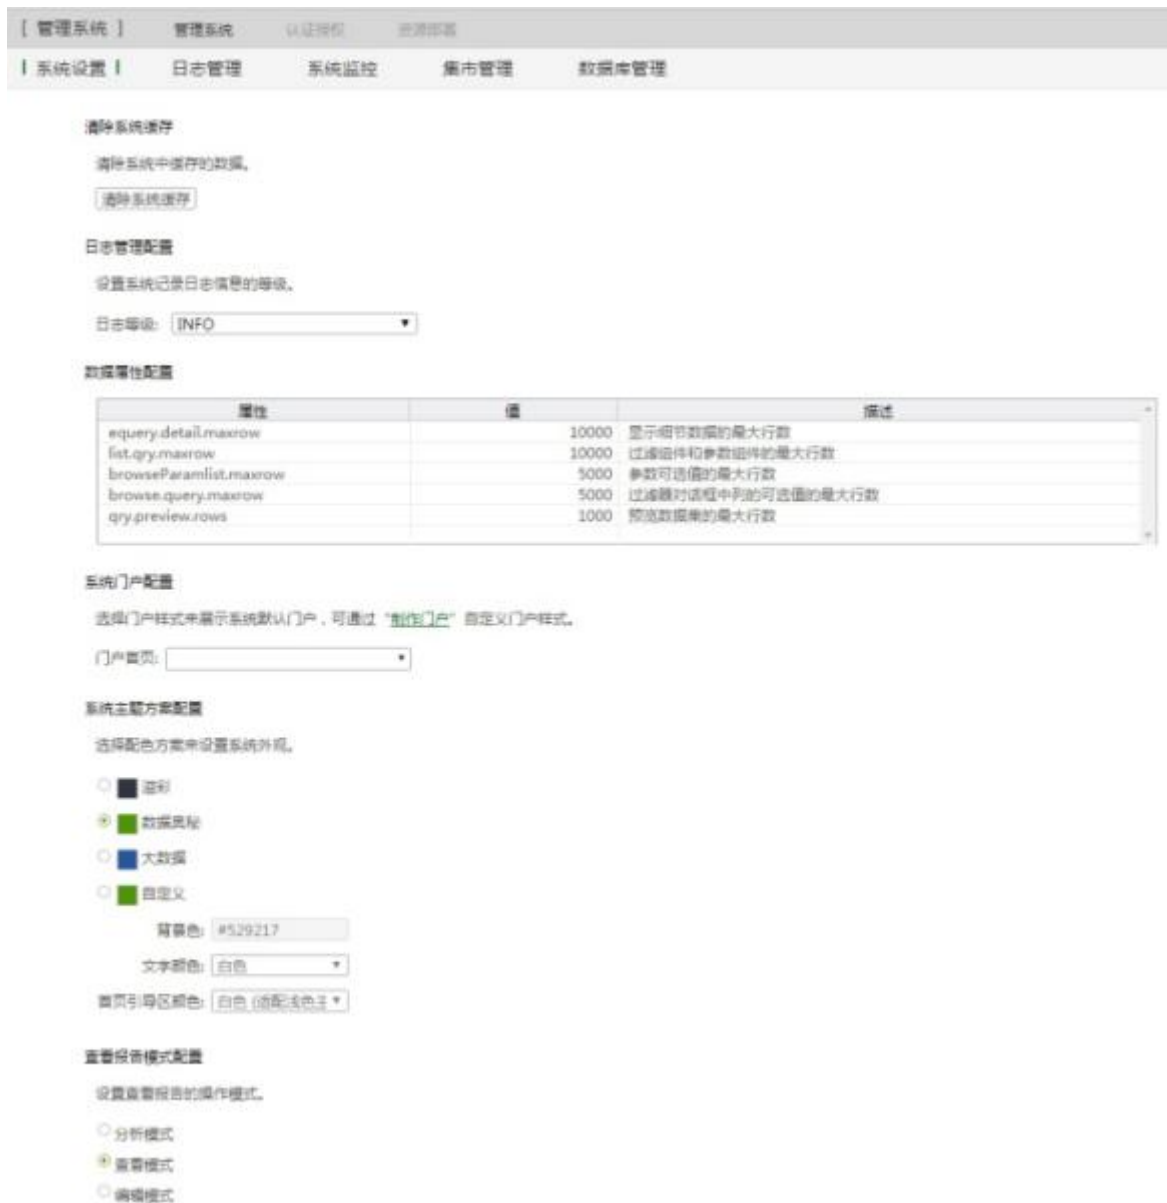 [ 管理系统 ] 管理系统 认证授权 资源部署
系统设置 日志管理 系统监控 集市管理 数据库管理
清除系统缓存
清除系统中缓存的数据。
清除系统缓存
日志管理配置
设置系统记录日志信息的等级。
日志等级: INFO
数据属性配置
属性 值 描述
equery.detail.maxrow 10000 显示细节数据的最大行数
list.qry.maxrow 10000 过滤组件和参数组件的最大行数
browseParamlist.maxrow 5000 参数可选值的最大行数
browse.query.maxrow 5000 过滤器对话框中列的可选值的最大行数
qry.preview.rows 1000 预览数据集的最大行数
系统门户配置
选择门户样式来展示系统默认门户，可通过 "制作门户" 自定义门户样式。
门户首页:
系统主题方案配置
选择配色方案来设置系统外观。
溢彩
数据奥秘
大数据
自定义
背景色: #529217
文字颜色: 白色
首页引导区颜色: 白色 (适配浅色主
查看报告模式配置
设置查看报告的操作模式。
分析模式
查看模式
编辑模式